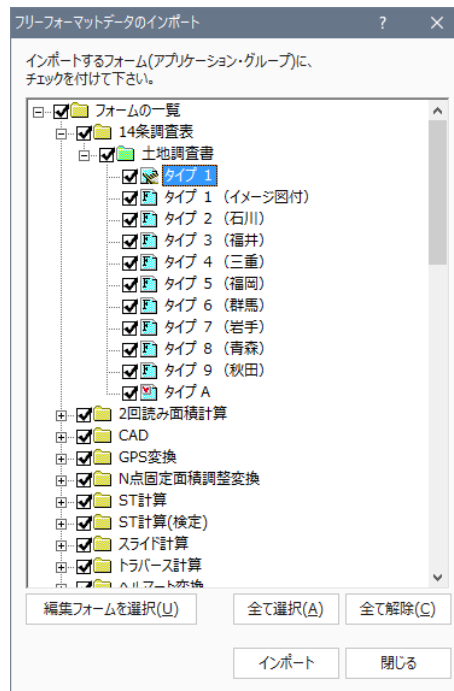 フリーフォーマットデータのインポート ? ×
インポートするフォーム(アプリケーション・グループ)に、
チェックを付けて下さい。
フォームの一覧
14条調査表
土地調査書
タイプ 1
タイプ 1 (イメージ図付)
タイプ 2 (石川)
タイプ 3 (福井)
タイプ 4 (三重)
タイプ 5 (福岡)
タイプ 6 (群馬)
タイプ 7 (岩手)
タイプ 8 (青森)
タイプ 9 (秋田)
タイプ A
2回読み面積計算
CAD
GPS変換
N点固定面積調整変換
ST計算
ST計算(検定)
スライド計算
トラバース計算
ヘルマート変換
編集フォームを選択(U) 全て選択(A) 全て解除(C)
インポート 閉じる